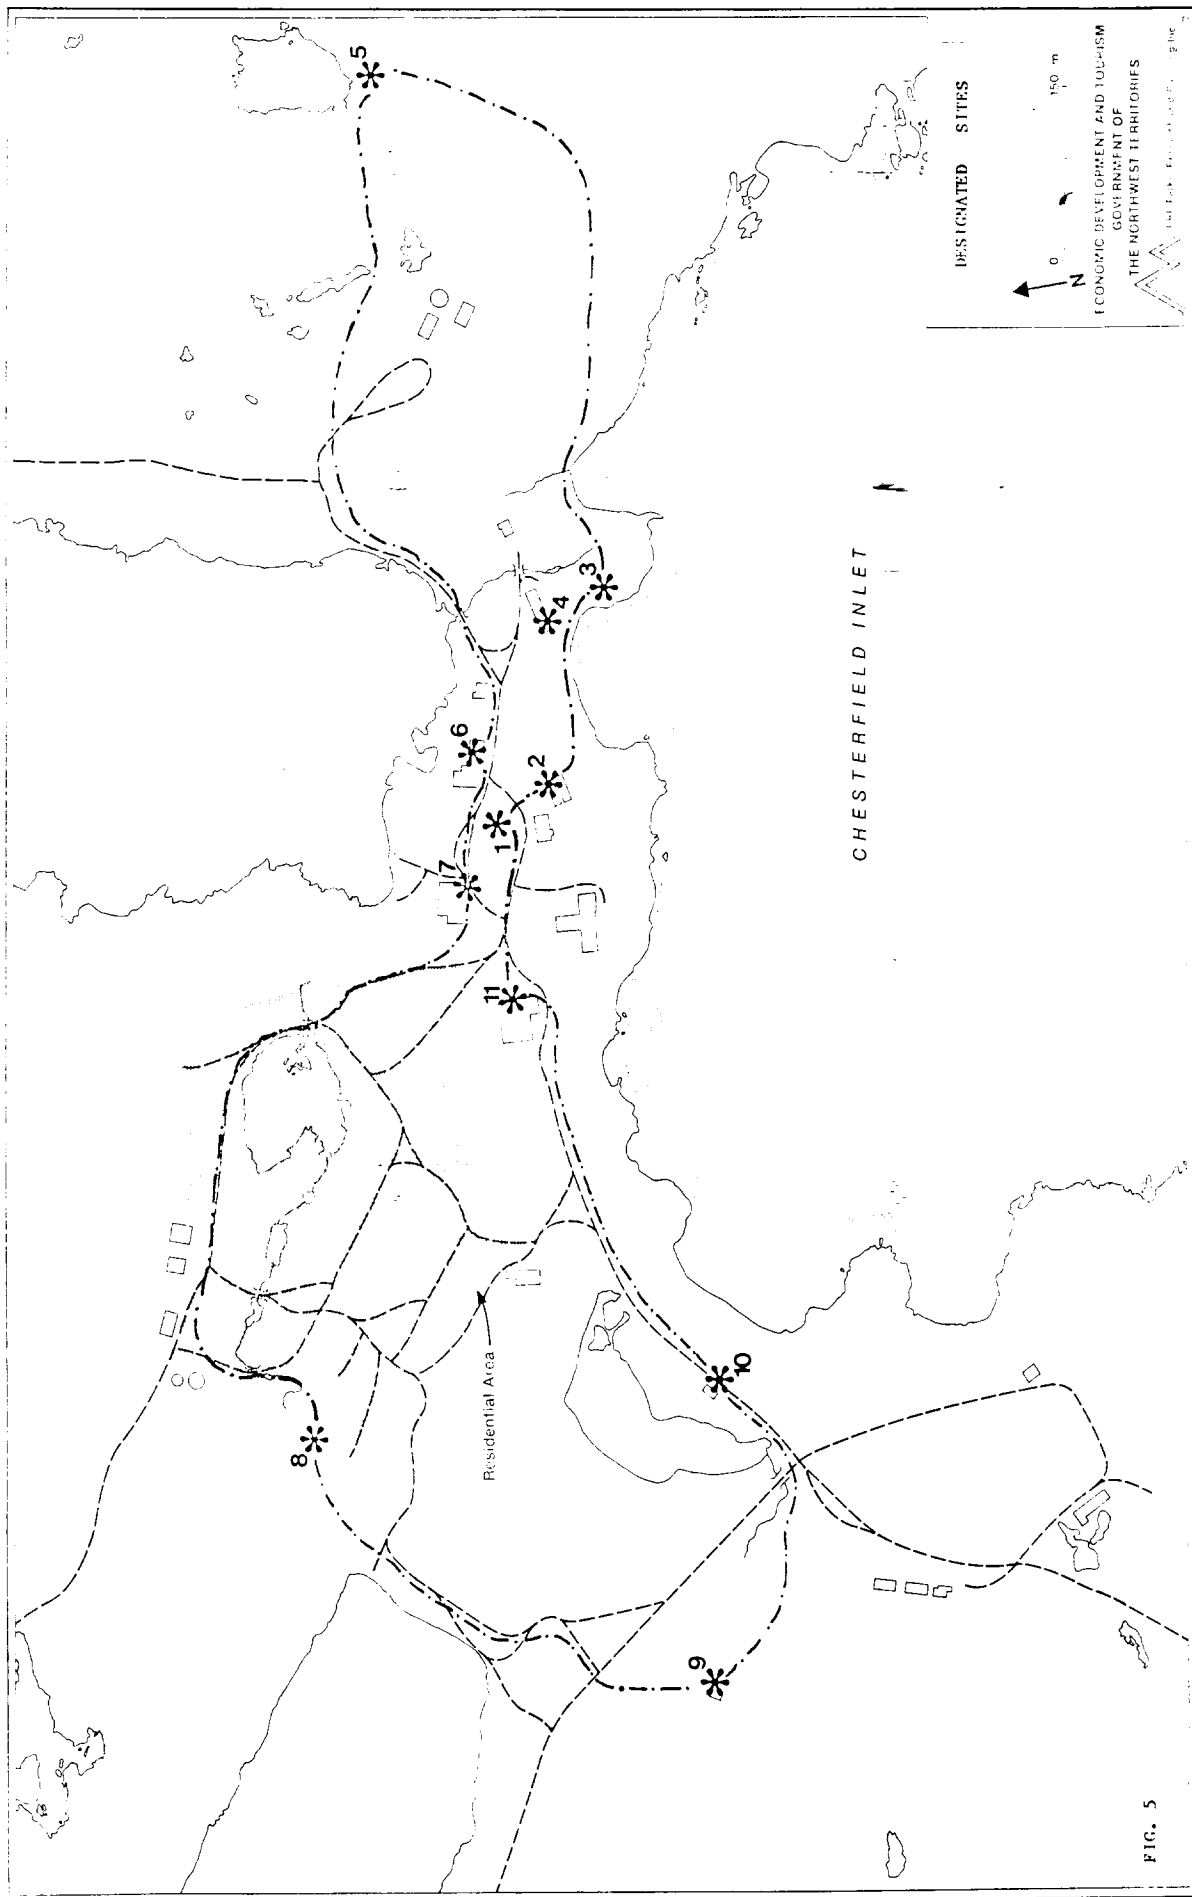 5
6
4
3
2
1
7
11
8
10
9
Residential Area
CHESTERFIELD INLET
DESIGNATED SITES
0 150 m
N
ECONOMIC DEVELOPMENT AND TOURISM
GOVERNMENT OF
THE NORTHWEST TERRITORIES
FIG. 5